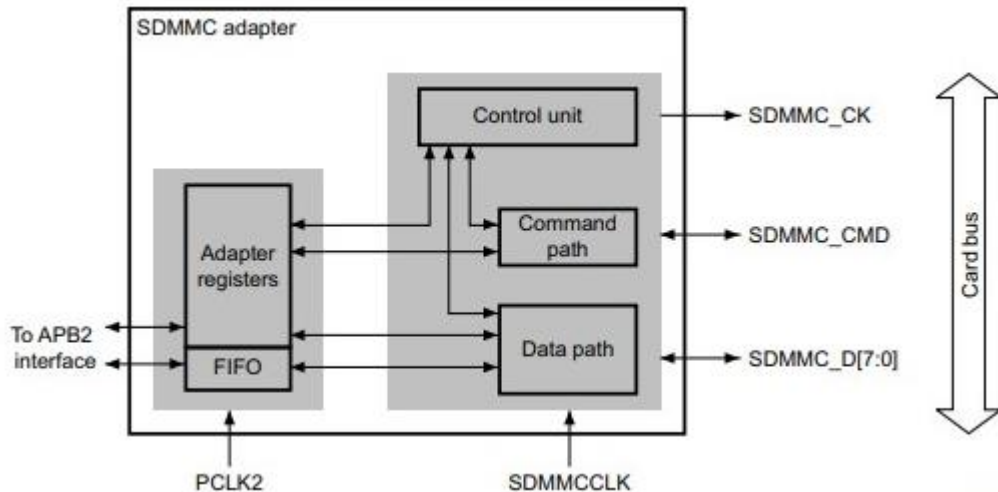 SDMMC adapter
Control unit
SDMMC_CK
Adapter
registers
Command
path
SDMMC_CMD
To APB2
interface
FIFO
Data path
SDMMC_D[7:0]
Card bus
PCLK2
SDMMCCLK